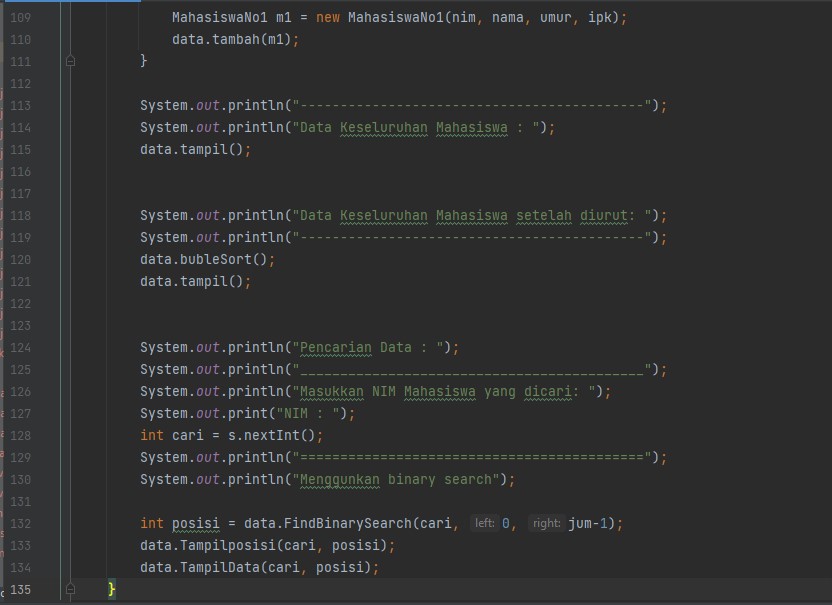 109 MahasiswaNo1 m1 = new MahasiswaNo1(nim, nama, umur, ipk);
110 data.tambah(m1);
111 }
112
113 System.out.println("-------------------------------------------");
114 System.out.println("Data Keseluruhan Mahasiswa : ");
115 data.tampil();
116
117
118 System.out.println("Data Keseluruhan Mahasiswa setelah diurut: ");
119 System.out.println("-------------------------------------------");
120 data.bubleSort();
121 data.tampil();
122
123
124 System.out.println("Pencarian Data : ");
125 System.out.println("___________________________________________");
126 System.out.println("Masukkan NIM Mahasiswa yang dicari: ");
127 System.out.print("NIM : ");
128 int cari = s.nextInt();
129 System.out.println("===========================================");
130 System.out.println("Menggunkan binary search");
131
132 int posisi = data.FindBinarySearch(cari, left: 0, right: jum-1);
133 data.Tampilposisi(cari, posisi);
134 data.TampilData(cari, posisi);
135 }